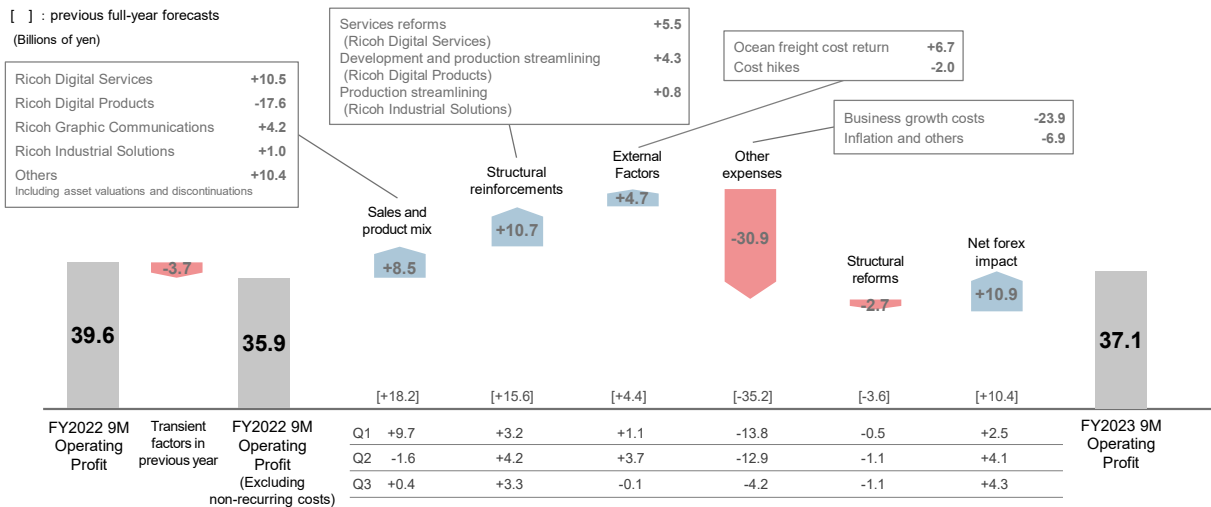 [ ] : previous full-year forecasts
(Billions of yen)
Ricoh Digital Services +10.5
Ricoh Digital Products -17.6
Ricoh Graphic Communications +4.2
Ricoh Industrial Solutions +1.0
Others +10.4
Including asset valuations and discontinuations
Services reforms +5.5
(Ricoh Digital Services)
Development and production streamlining +4.3
(Ricoh Digital Products)
Production streamlining +0.8
(Ricoh Industrial Solutions)
Ocean freight cost return +6.7
Cost hikes -2.0
Business growth costs -23.9
Inflation and others -6.9
Sales and
product mix
+8.5
Structural
reinforcements
+10.7
External
Factors
+4.7
Other
expenses
-30.9
Structural
reforms
-2.7
Net forex
impact
+10.9
39.6
-3.7
35.9
37.1
[+18.2] [+15.6] [+4.4] [-35.2] [-3.6] [+10.4]
FY2022 9M
Operating
Profit
Transient
factors in
previous year
FY2022 9M
Operating
Profit
(Excluding
non-recurring costs)
Q1 +9.7 +3.2 +1.1 -13.8 -0.5 +2.5
Q2 -1.6 +4.2 +3.7 -12.9 -1.1 +4.1
Q3 +0.4 +3.3 -0.1 -4.2 -1.1 +4.3
FY2023 9M
Operating
Profit